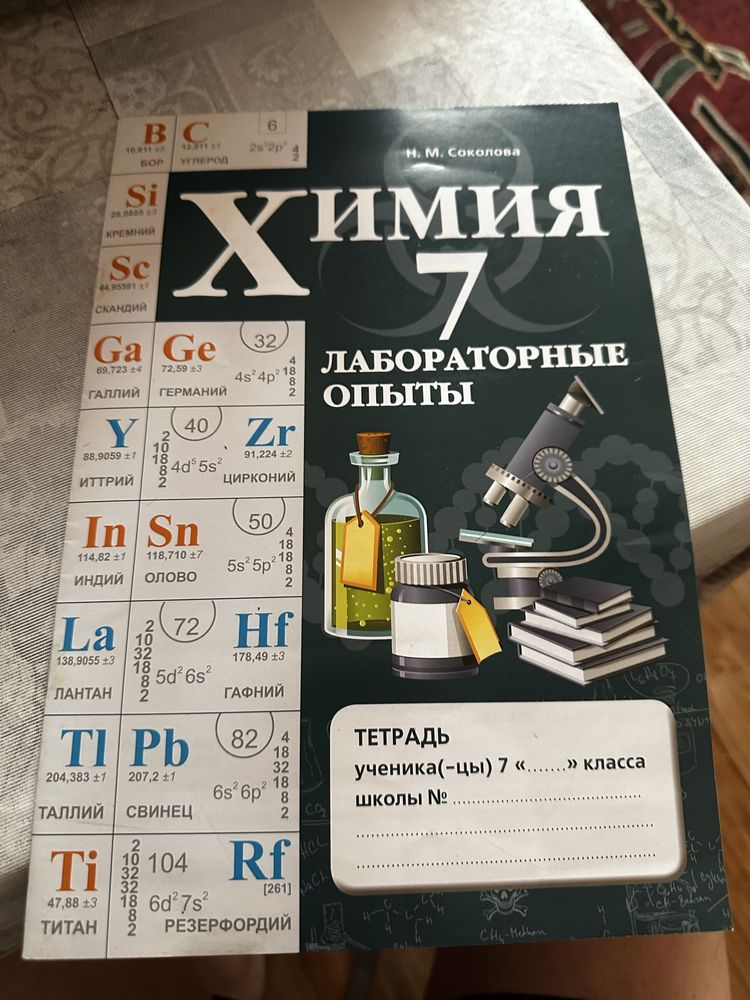 Н. М. Соколова
ХИМИЯ
7
ЛАБОРАТОРНЫЕ
ОПЫТЫ
B C 6
10,811 ±3 12,011 ±1 2s²2p² 4 2
БОР УГЛЕРОД
Si
28,0855 ±3
КРЕМНИЙ
Sc
44,95591 ±1
СКАНДИЙ
Ga Ge 32
69,723 ±4 72,59 ±3 4s²4p² 4 18 8 2
ГАЛЛИЙ ГЕРМАНИЙ
Y 40 Zr
88,9059 ±1 2 10 18 8 2 4d⁵5s² 91,224 ±2
ИТТРИЙ ЦИРКОНИЙ
In Sn 50
114,82 ±1 118,710 ±7 5s²5p² 4 18 18 8 2
ИНДИЙ ОЛОВО
La 72 Hf
138,9055 ±3 2 10 32 18 8 2 5d²6s² 178,49 ±3
ЛАНТАН ГАФНИЙ
Tl Pb 82
204,383 ±1 207,2 ±1 6s²6p² 4 18 32 18 8 2
ТАЛЛИЙ СВИНЕЦ
Ti 104 Rf
47,88 ±3 2 10 32 32 18 8 2 6d²7s² [261]
ТИТАН РЕЗЕРФОРДИЙ
ТЕТРАДЬ
ученика(-цы) 7 «.......» класса
школы №
CO₂
HCl
CH₄-Methan